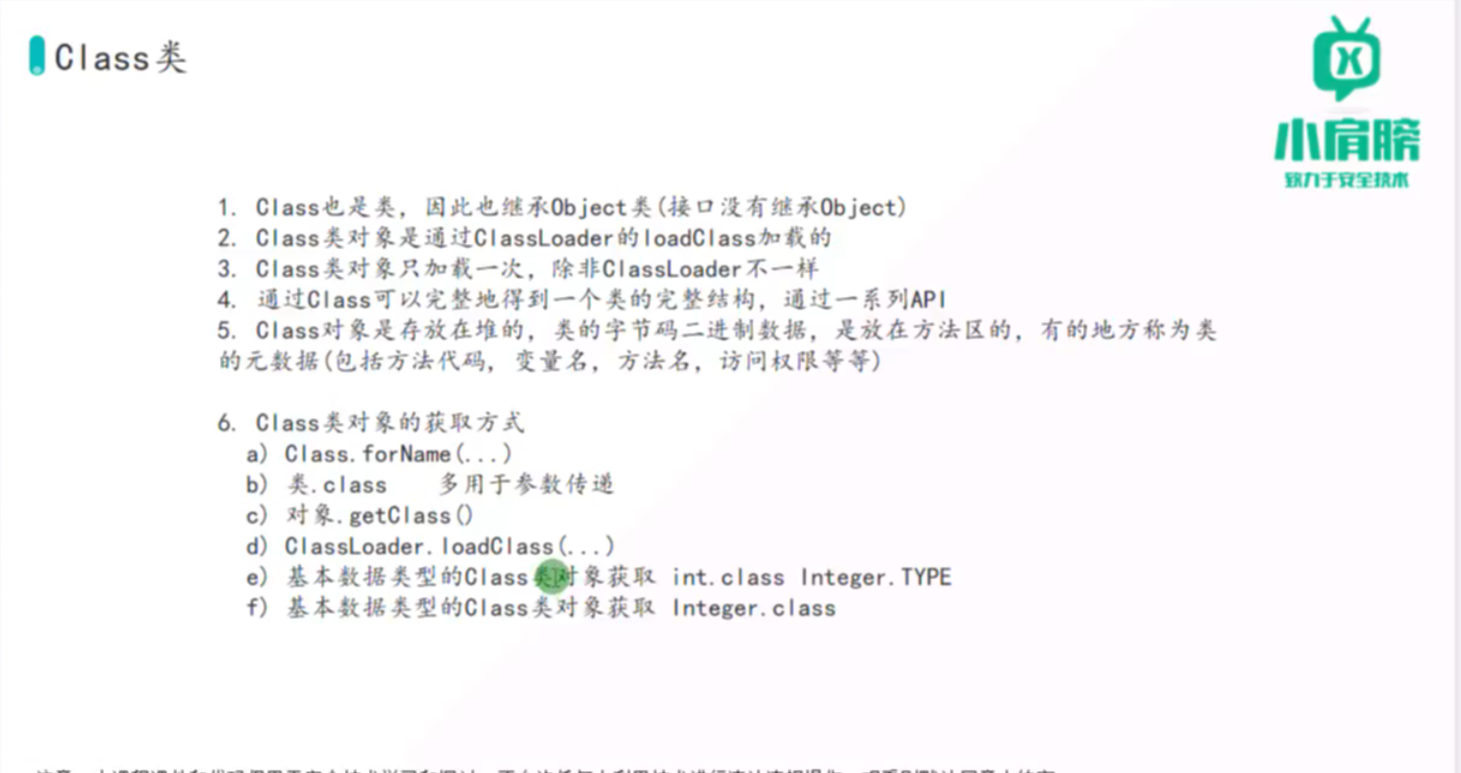 Class类
小肩膀
致力于安全技术
1. Class也是类，因此也继承Object类(接口没有继承Object)
2. Class类对象是通过ClassLoader的loadClass加载的
3. Class类对象只加载一次，除非ClassLoader不一样
4. 通过Class可以完整地得到一个类的完整结构，通过一系列API
5. Class对象是存放在堆的，类的字节码二进制数据，是放在方法区的，有的地方称为类
的元数据(包括方法代码，变量名，方法名，访问权限等等)
6. Class类对象的获取方式
a) Class.forName(...)
b) 类.class 多用于参数传递
c) 对象.getClass()
d) ClassLoader.loadClass(...)
e) 基本数据类型的Class类对象获取 int.class Integer.TYPE
f) 基本数据类型的Class类对象获取 Integer.class